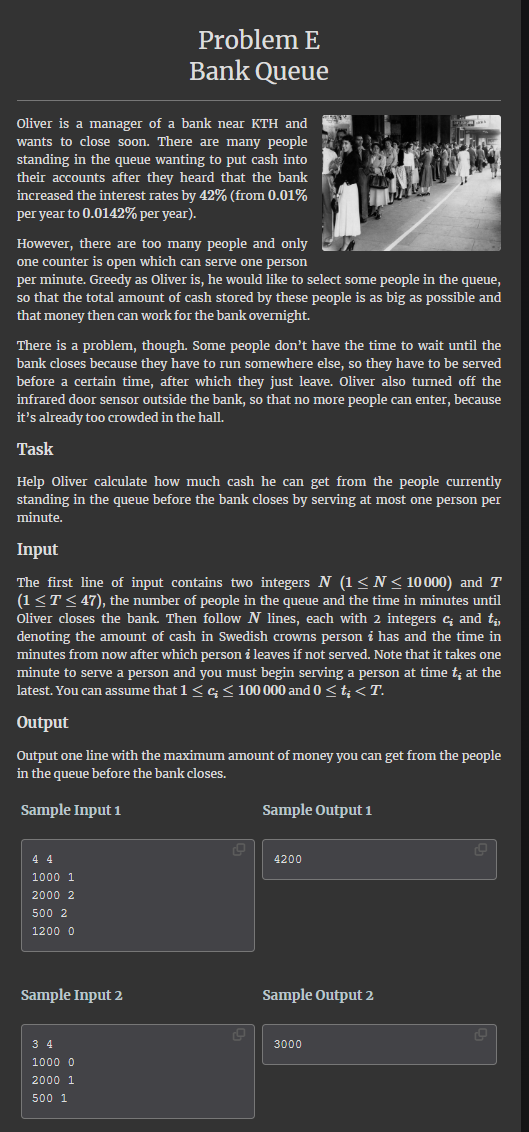 Problem E
Bank Queue
Oliver is a manager of a bank near KTH and
wants to close soon. There are many people
standing in the queue wanting to put cash into
their accounts after they heard that the bank
increased the interest rates by 42% (from 0.01%
per year to 0.0142% per year).
However, there are too many people and only
one counter is open which can serve one person
per minute. Greedy as Oliver is, he would like to select some people in the queue,
so that the total amount of cash stored by these people is as big as possible and
that money then can work for the bank overnight.
There is a problem, though. Some people don't have the time to wait until the
bank closes because they have to run somewhere else, so they have to be served
before a certain time, after which they just leave. Oliver also turned off the
infrared door sensor outside the bank, so that no more people can enter, because
it's already too crowded in the hall.
Task
Help Oliver calculate how much cash he can get from the people currently
standing in the queue before the bank closes by serving at most one person per
minute.
Input
The first line of input contains two integers N (1 ≤ N ≤ 10 000) and T
(1 ≤ T ≤ 47), the number of people in the queue and the time in minutes until
Oliver closes the bank. Then follow N lines, each with 2 integers cᵢ and tᵢ,
denoting the amount of cash in Swedish crowns person i has and the time in
minutes from now after which person i leaves if not served. Note that it takes one
minute to serve a person and you must begin serving a person at time tᵢ at the
latest. You can assume that 1 ≤ cᵢ ≤ 100 000 and 0 ≤ tᵢ < T.
Output
Output one line with the maximum amount of money you can get from the people
in the queue before the bank closes.
Sample Input 1
Sample Output 1
4 4
1000 1
2000 2
500 2
1200 0
4200
Sample Input 2
Sample Output 2
3 4
1000 0
2000 1
500 1
3000